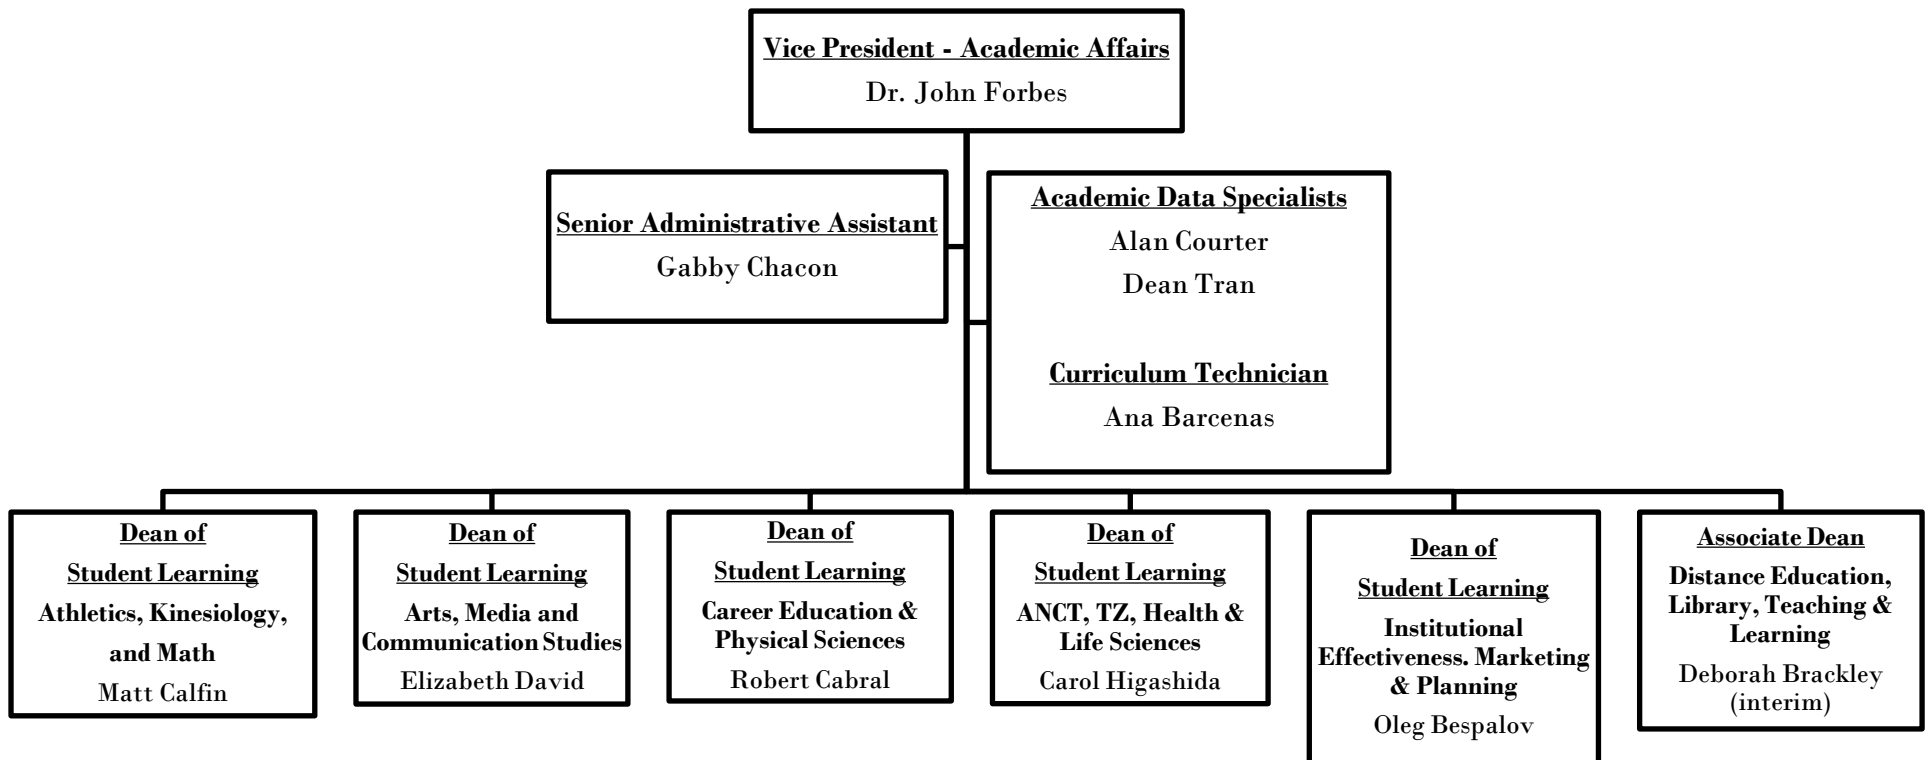 Vice President - Academic Affairs
Dr. John Forbes
Senior Administrative Assistant
Gabby Chacon
Academic Data Specialists
Alan Courter
Dean Tran
Curriculum Technician
Ana Barcenas
Dean of
Student Learning
Athletics, Kinesiology,
and Math
Matt Calfin
Dean of
Student Learning
Arts, Media and
Communication Studies
Elizabeth David
Dean of
Student Learning
Career Education &
Physical Sciences
Robert Cabral
Dean of
Student Learning
ANCT, TZ, Health &
Life Sciences
Carol Higashida
Dean of
Student Learning
Institutional
Effectiveness. Marketing
& Planning
Oleg Bespalov
Associate Dean
Distance Education,
Library, Teaching &
Learning
Deborah Brackley
(interim)